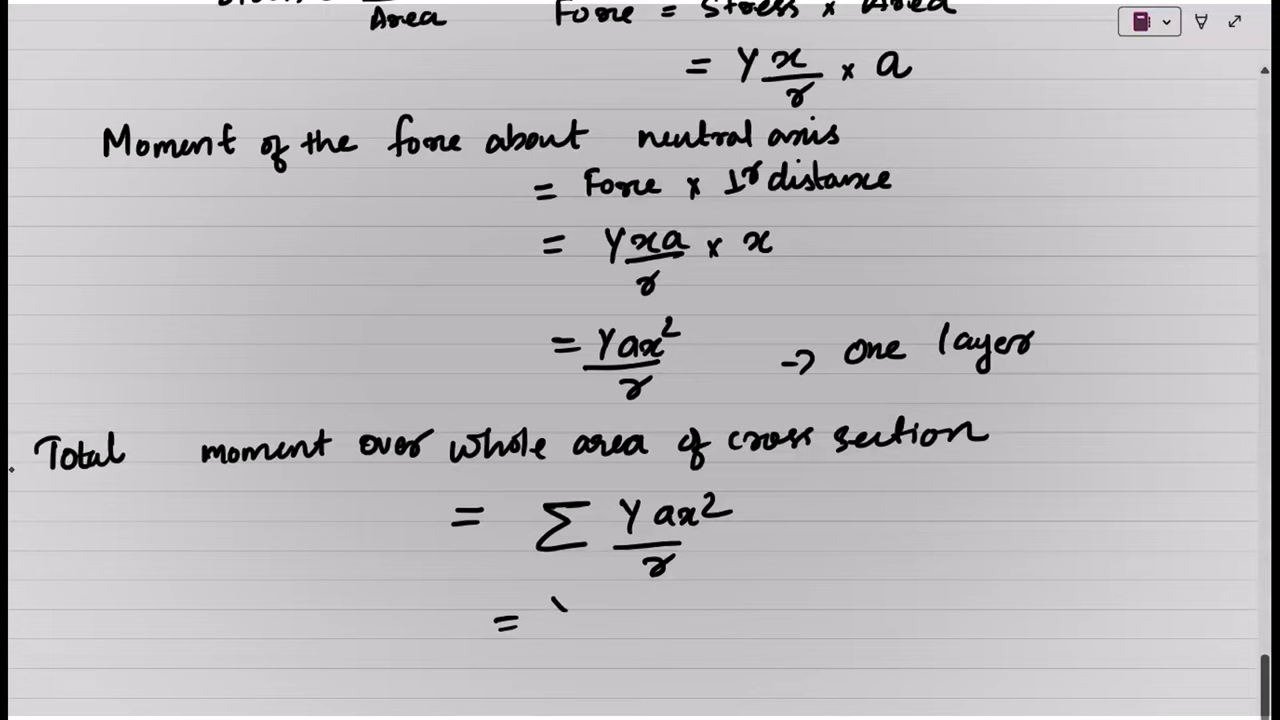 Area Force = Stress × Area
= Y x/r × a
Moment of the force about neutral axis
= Force × ⊥r distance
= Yxa/r × x
= Yax²/r → one layer
Total moment over whole area of cross section
= Σ Yax²/r
=